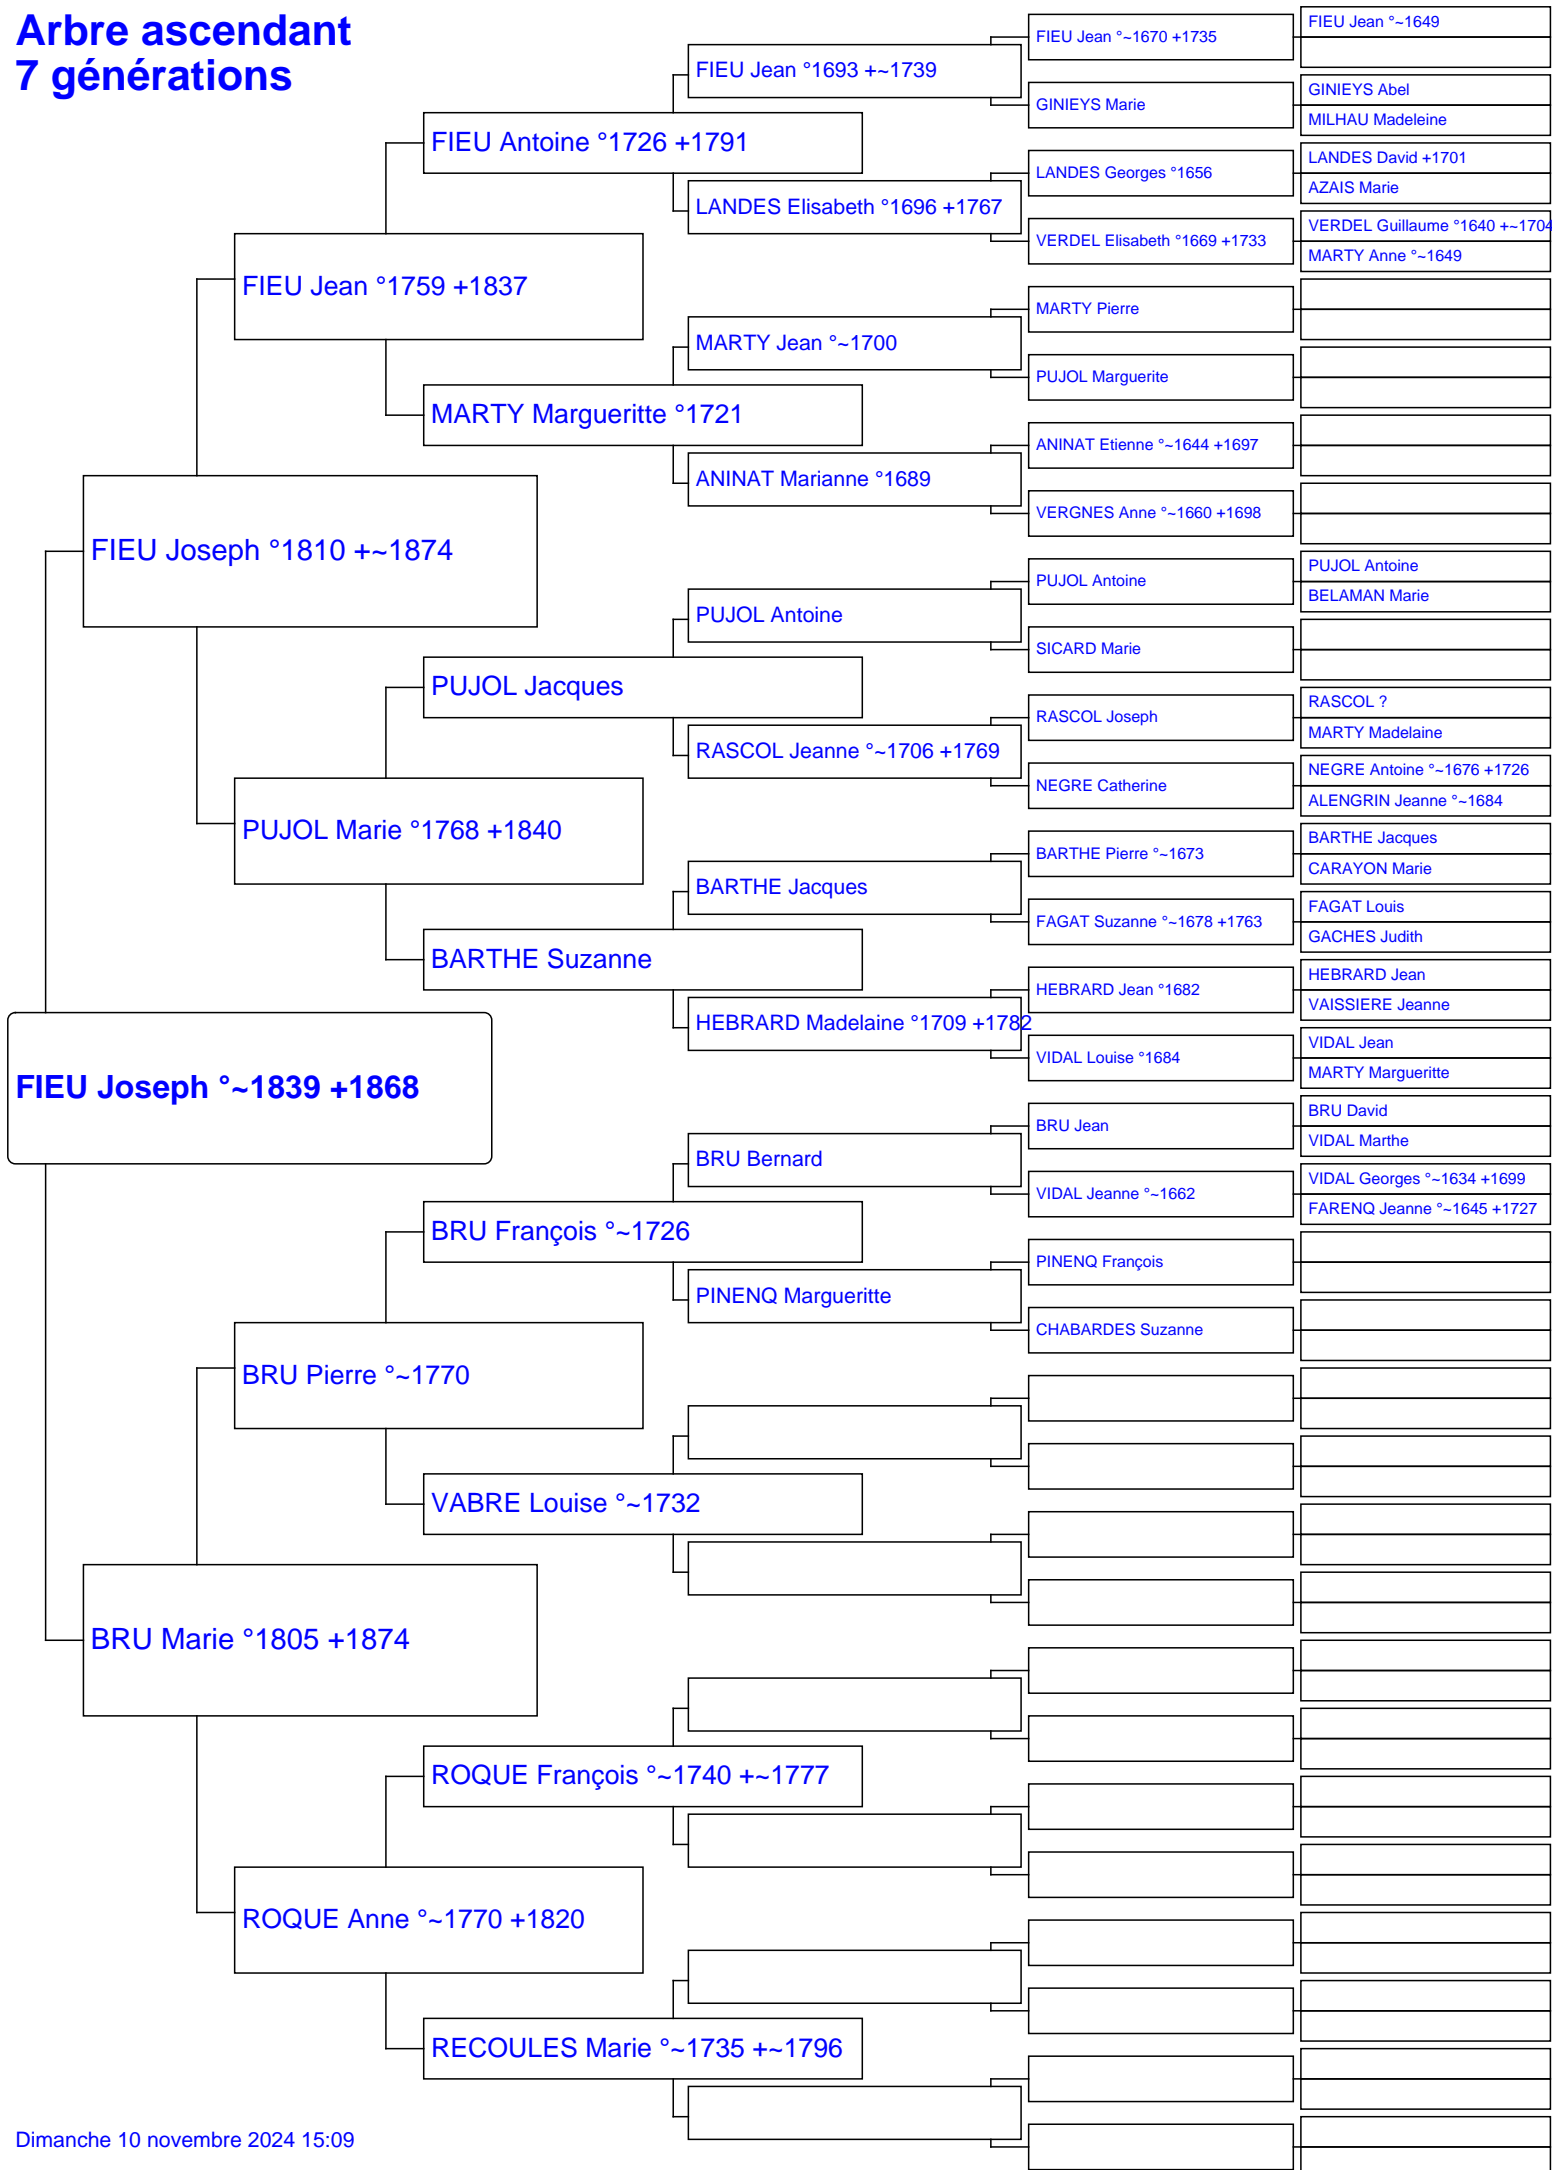 Arbre ascendant
7 générations
FIEU Joseph °~1839 +1868
FIEU Joseph °1810 +~1874
BRU Marie °1805 +1874
FIEU Jean °1759 +1837
PUJOL Marie °1768 +1840
BRU Pierre °~1770
ROQUE Anne °~1770 +1820
FIEU Antoine °1726 +1791
MARTY Margueritte °1721
PUJOL Jacques
BARTHE Suzanne
BRU François °~1726
VABRE Louise °~1732
ROQUE François °~1740 +~1777
RECOULES Marie °~1735 +~1796
FIEU Jean °1693 +~1739
LANDES Elisabeth °1696 +1767
MARTY Jean °~1700
ANINAT Marianne °1689
PUJOL Antoine
RASCOL Jeanne °~1706 +1769
BARTHE Jacques
HEBRARD Madelaine °1709 +1782
BRU Bernard
PINENQ Margueritte
FIEU Jean °~1670 +1735
GINIEYS Marie
LANDES Georges °1656
VERDEL Elisabeth °1669 +1733
MARTY Pierre
PUJOL Marguerite
ANINAT Etienne °~1644 +1697
VERGNES Anne °~1660 +1698
PUJOL Antoine
SICARD Marie
RASCOL Joseph
NEGRE Catherine
BARTHE Pierre °~1673
FAGAT Suzanne °~1678 +1763
HEBRARD Jean °1682
VIDAL Louise °1684
BRU Jean
VIDAL Jeanne °~1662
PINENQ François
CHABARDES Suzanne
FIEU Jean °~1649
GINIEYS Abel
MILHAU Madeleine
LANDES David +1701
AZAIS Marie
VERDEL Guillaume °1640 +~1704
MARTY Anne °~1649
PUJOL Antoine
BELAMAN Marie
RASCOL ?
MARTY Madelaine
NEGRE Antoine °~1676 +1726
ALENGRIN Jeanne °~1684
BARTHE Jacques
CARAYON Marie
FAGAT Louis
GACHES Judith
HEBRARD Jean
VAISSIERE Jeanne
VIDAL Jean
MARTY Margueritte
BRU David
VIDAL Marthe
VIDAL Georges °~1634 +1699
FARENQ Jeanne °~1645 +1727
Dimanche 10 novembre 2024 15:09